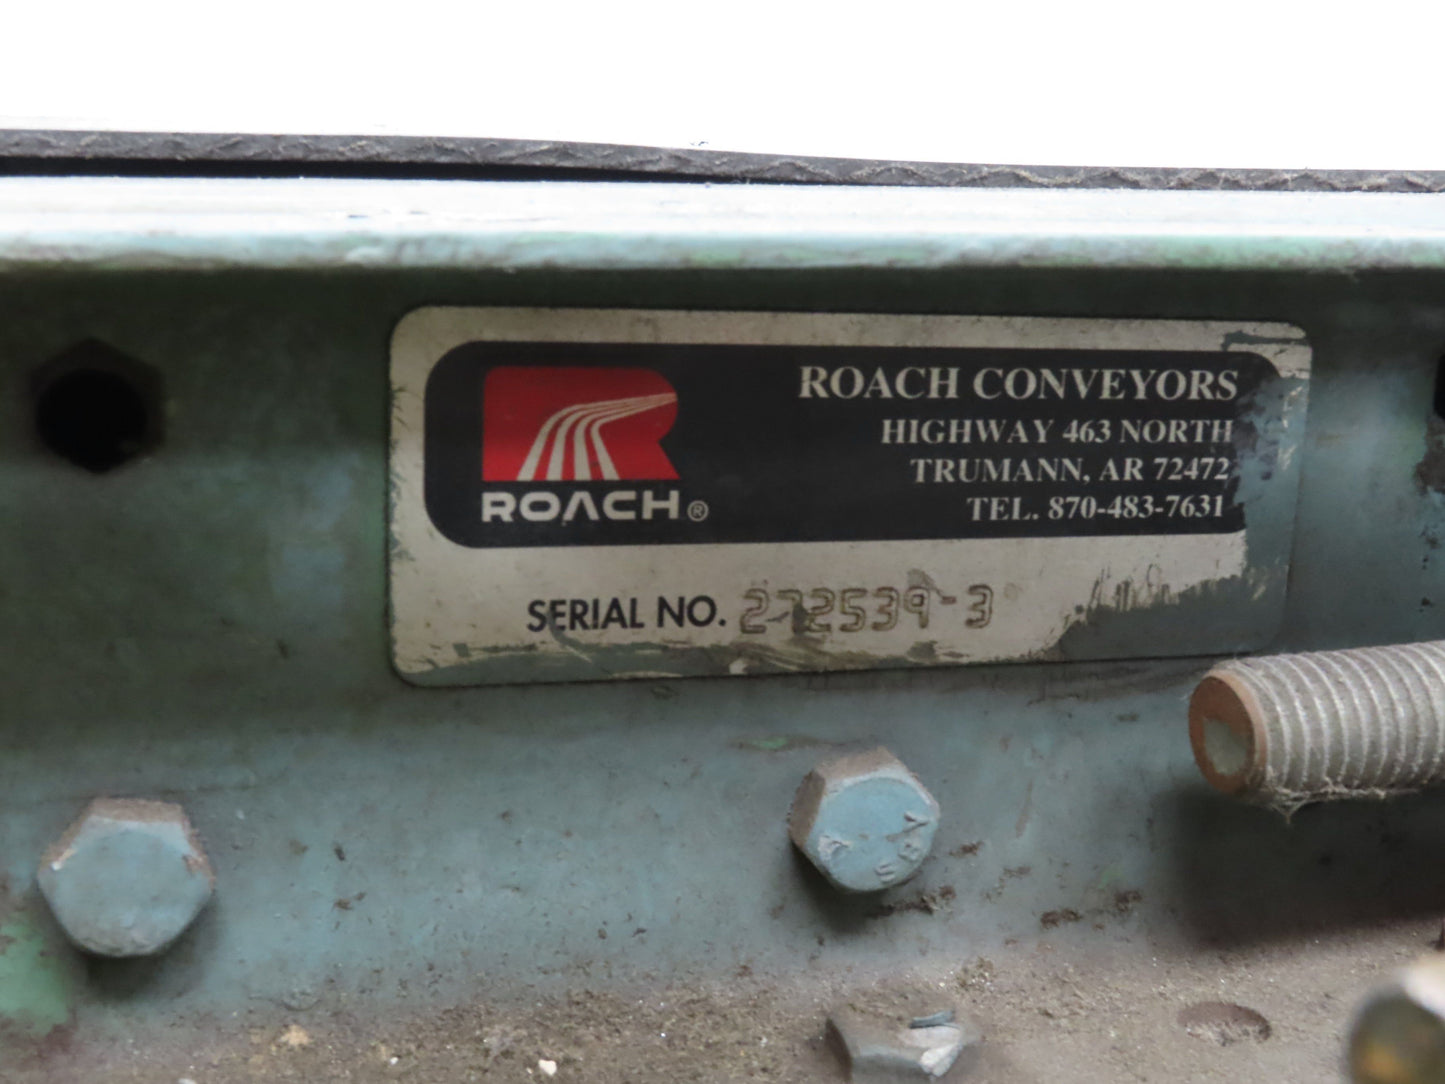 ROACH®
ROACH CONVEYORS
HIGHWAY 463 NORTH
TRUMANN, AR 72472
TEL. 870-483-7631
SERIAL NO. 272539-3